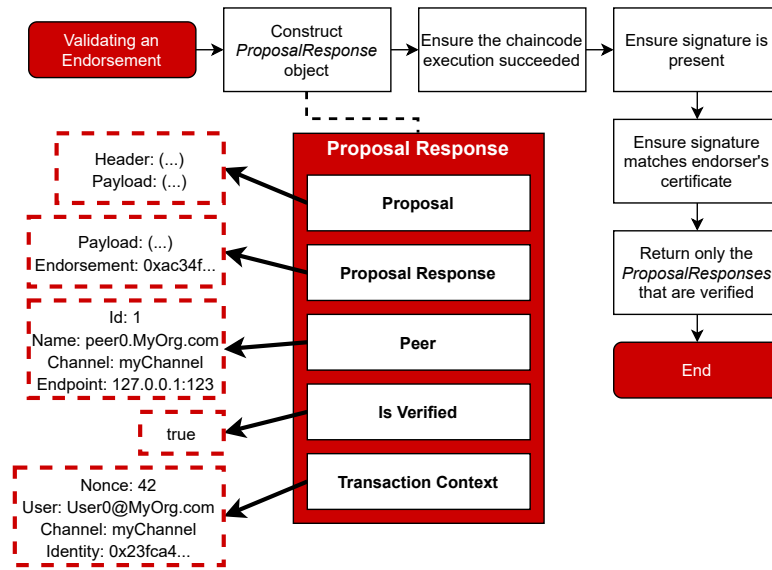 Validating an
Endorsement
Construct
ProposalResponse
object
Ensure the chaincode
execution succeeded
Ensure signature is
present
Ensure signature
matches endorser's
certificate
Return only the
ProposalResponses
that are verified
End
Proposal Response
Proposal
Proposal Response
Peer
Is Verified
Transaction Context
Header: (...)
Payload: (...)
Payload: (...)
Endorsement: 0xac34f...
Id: 1
Name: peer0.MyOrg.com
Channel: myChannel
Endpoint: 127.0.0.1:123
true
Nonce: 42
User: User0@MyOrg.com
Channel: myChannel
Identity: 0x23fca4...